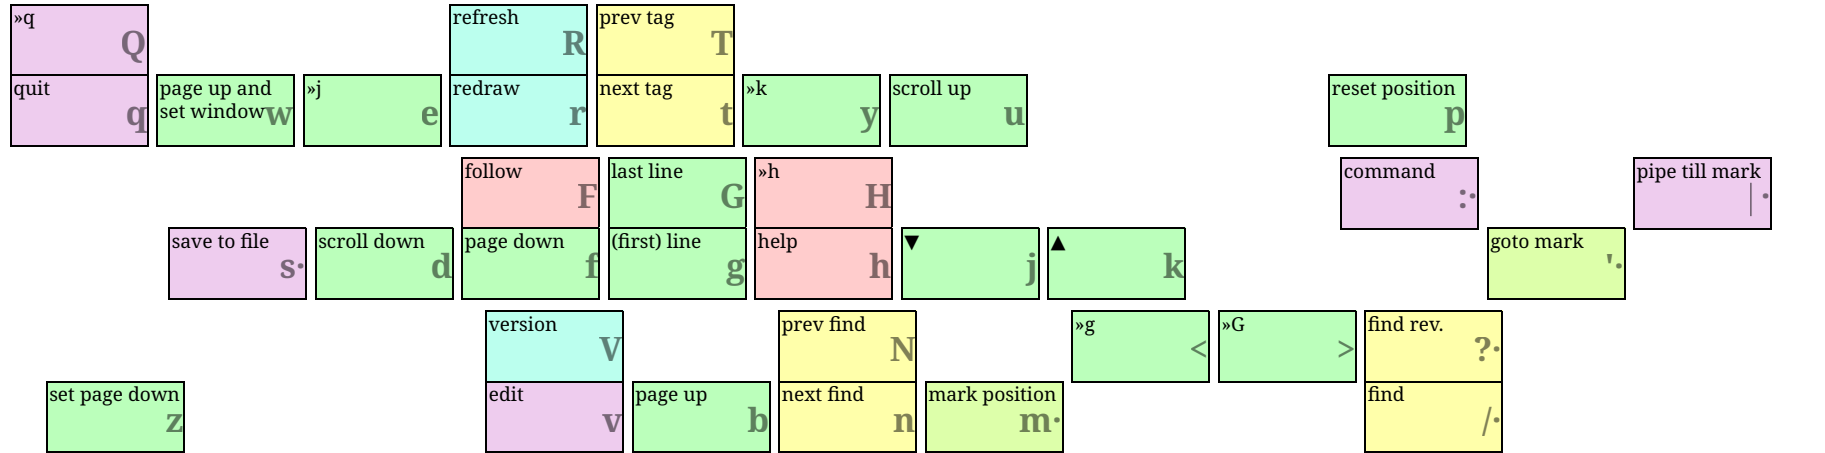 »q
Q
refresh
R
prev tag
T
quit
q
page up and
set window
w
»j
e
redraw
r
next tag
t
»k
y
scroll up
u
reset position
p
follow
F
last line
G
»h
H
command
:·
pipe till mark
|·
save to file
s·
scroll down
d
page down
f
(first) line
g
help
h
▼
j
▲
k
goto mark
'·
version
V
prev find
N
»g
<
»G
>
find rev.
?·
set page down
z
edit
v
page up
b
next find
n
mark position
m·
find
/·